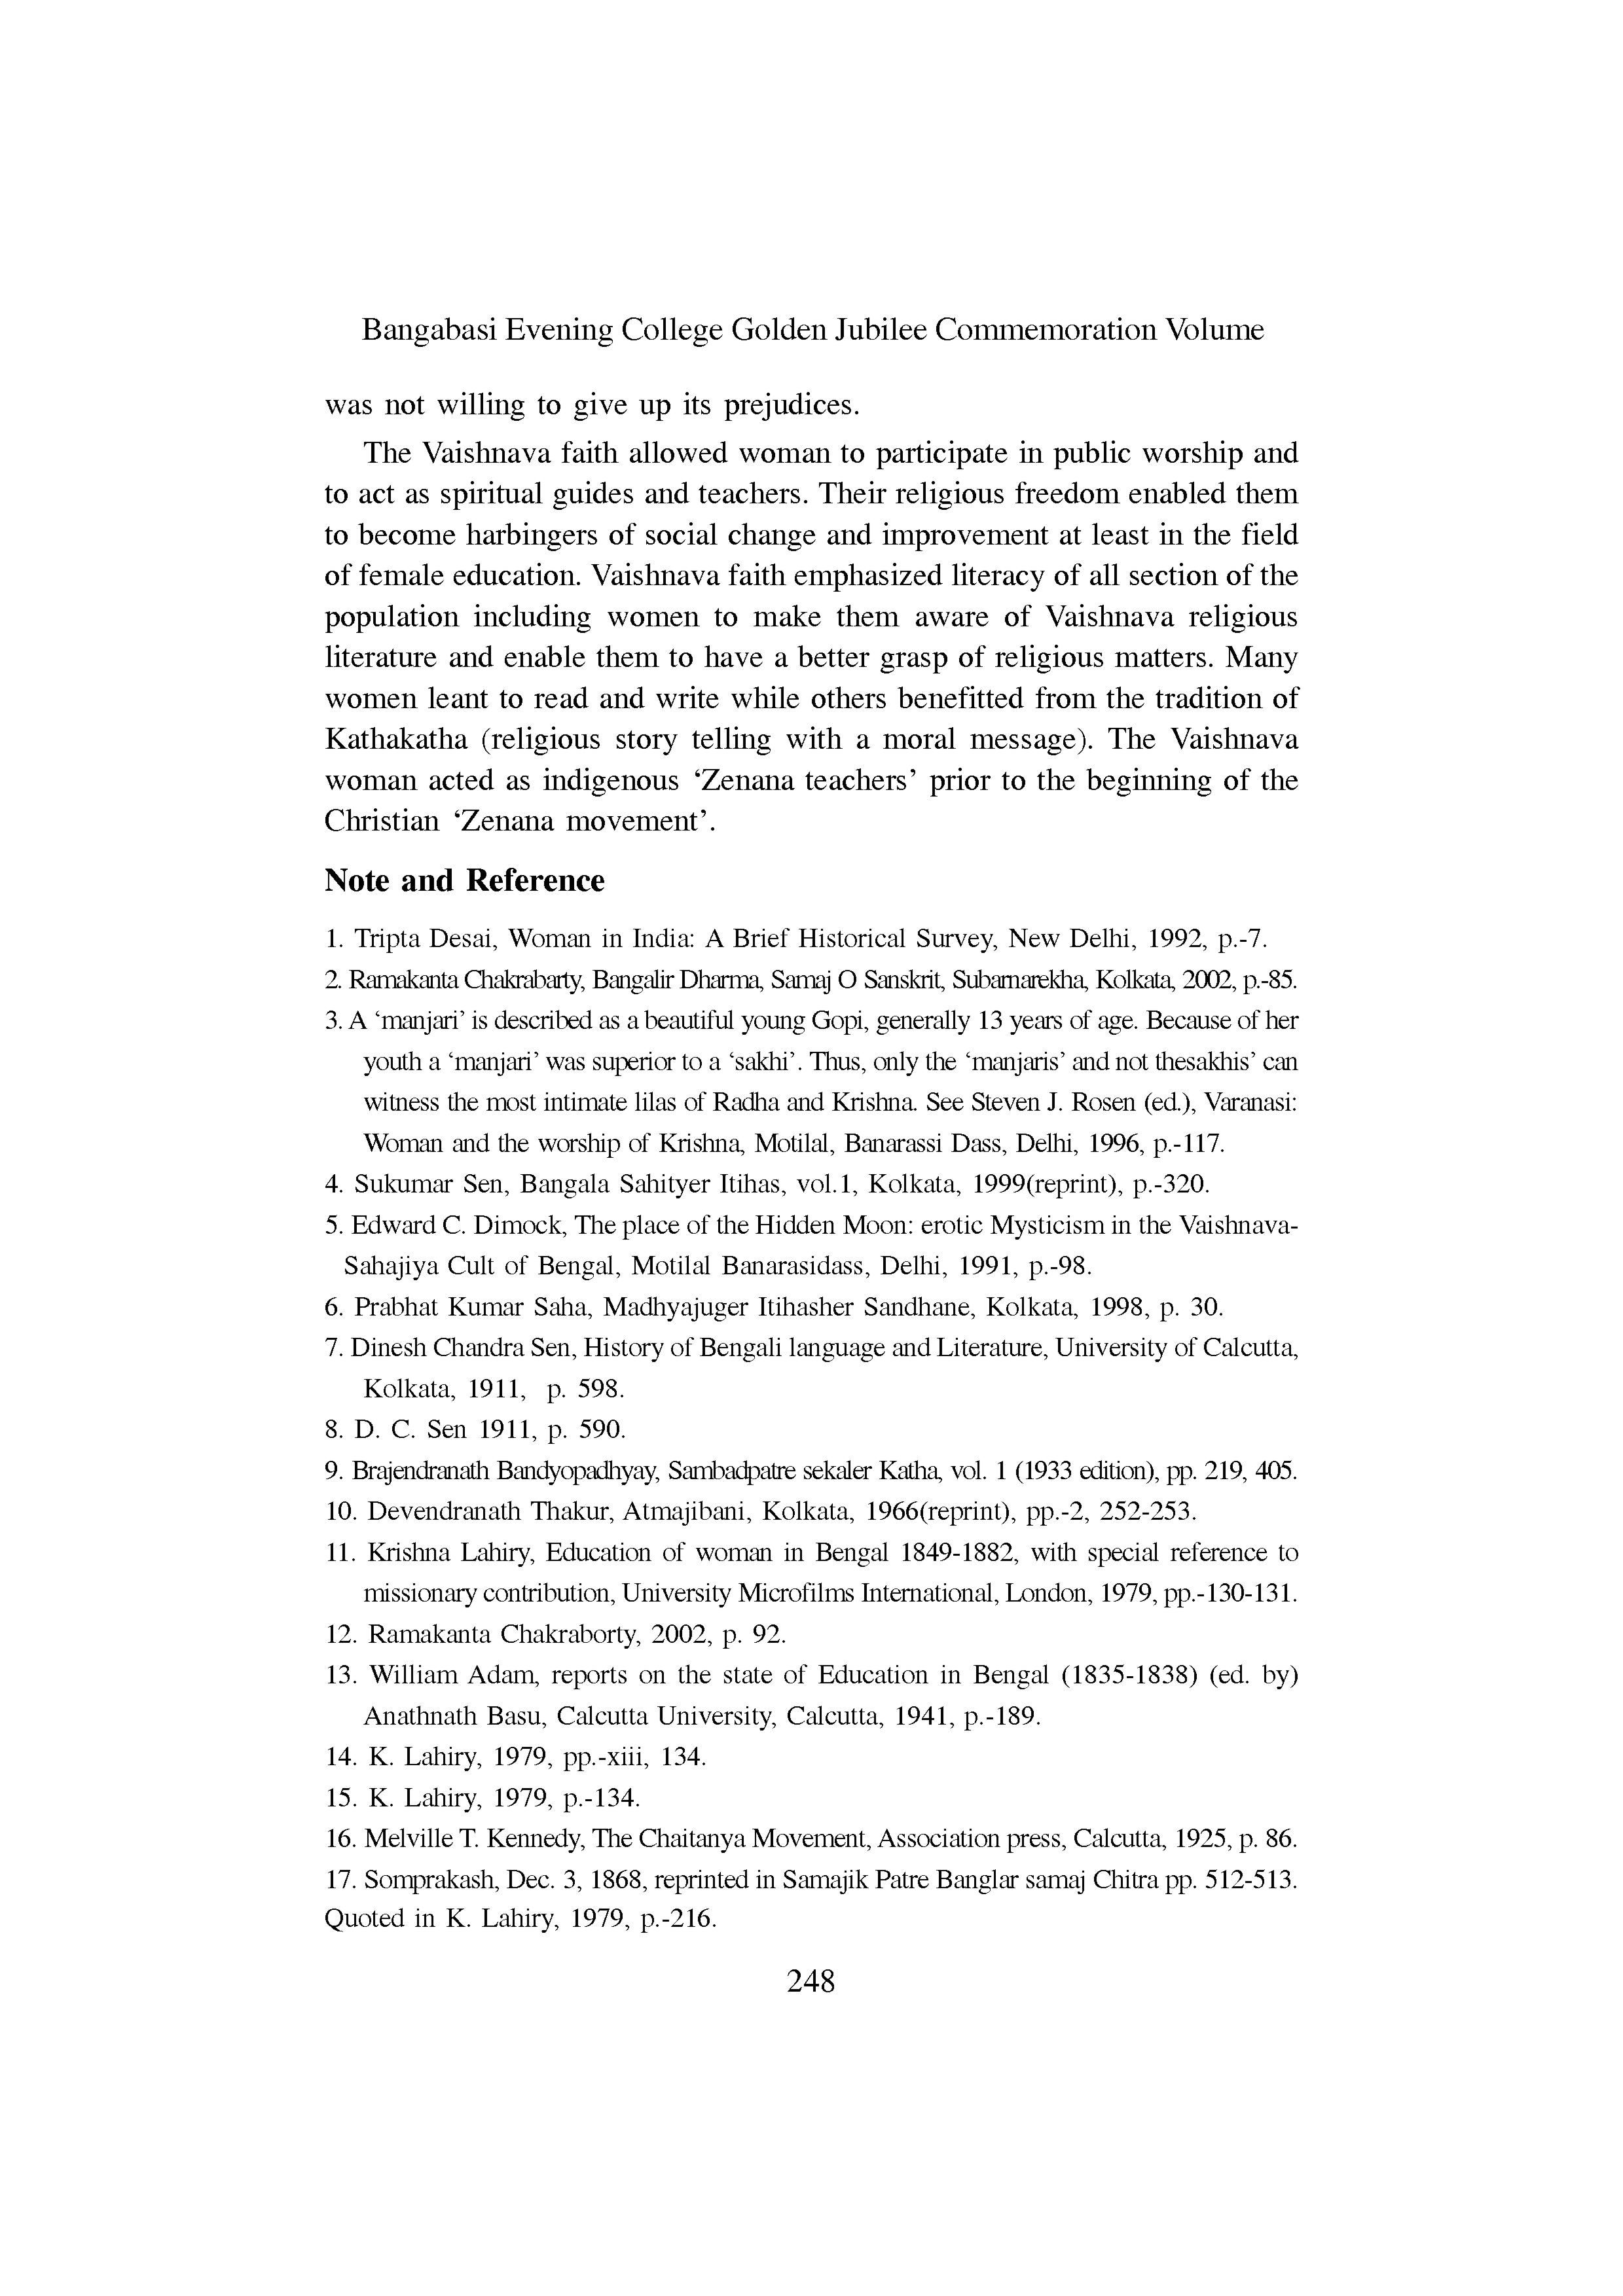 Bangabasi Evening College Golden Jubilee Commemoration Volume
was not willing to give up its prejudices.
The Vaishnava faith allowed woman to participate in public worship and
to act as spiritual guides and teachers. Their religious freedom enabled them
to become harbingers of social change and improvement at least in the field
of female education. Vaishnava faith emphasized literacy of all section of the
population including women to make them aware of Vaishnava religious
literature and enable them to have a better grasp of religious matters. Many
women leant to read and write while others benefitted from the tradition of
Kathakatha (religious story telling with a moral message). The Vaishnava
woman acted as indigenous ‘Zenana teachers’ prior to the beginning of the
Christian ‘Zenana movement’.
Note and Reference
1. Tripta Desai, Woman in India: A Brief Historical Survey, New Delhi, 1992, p.-7.
2. Ramakanta Chakrabarty, Bangalir Dharma, Samaj O Sanskrit, Subarnarekha, Kolkata, 2002, p.-85.
3. A ‘manjari’ is described as a beautiful young Gopi, generally 13 years of age. Because of her
youth a ‘manjari’ was superior to a ‘sakhi’. Thus, only the ‘manjaris’ and not thesakhis’ can
witness the most intimate lilas of Radha and Krishna. See Steven J. Rosen (ed.), Varanasi:
Woman and the worship of Krishna, Motilal, Banarassi Dass, Delhi, 1996, p.-117.
4. Sukumar Sen, Bangala Sahityer Itihas, vol.1, Kolkata, 1999(reprint), p.-320.
5. Edward C. Dimock, The place of the Hidden Moon: erotic Mysticism in the Vaishnava-
Sahajiya Cult of Bengal, Motilal Banarasidass, Delhi, 1991, p.-98.
6. Prabhat Kumar Saha, Madhyajuger Itihasher Sandhane, Kolkata, 1998, p. 30.
7. Dinesh Chandra Sen, History of Bengali language and Literature, University of Calcutta,
Kolkata, 1911, p. 598.
8. D. C. Sen 1911, p. 590.
9. Brajendranath Bandyopadhyay, Sambadpatre sekaler Katha, vol. 1 (1933 edition), pp. 219, 405.
10. Devendranath Thakur, Atmajibani, Kolkata, 1966(reprint), pp.-2, 252-253.
11. Krishna Lahiry, Education of woman in Bengal 1849-1882, with special reference to
missionary contribution, University Microfilms International, London, 1979, pp.-130-131.
12. Ramakanta Chakraborty, 2002, p. 92.
13. William Adam, reports on the state of Education in Bengal (1835-1838) (ed. by)
Anathnath Basu, Calcutta University, Calcutta, 1941, p.-189.
14. K. Lahiry, 1979, pp.-xiii, 134.
15. K. Lahiry, 1979, p.-134.
16. Melville T. Kennedy, The Chaitanya Movement, Association press, Calcutta, 1925, p. 86.
17. Somprakash, Dec. 3, 1868, reprinted in Samajik Patre Banglar samaj Chitra pp. 512-513.
Quoted in K. Lahiry, 1979, p.-216.
248